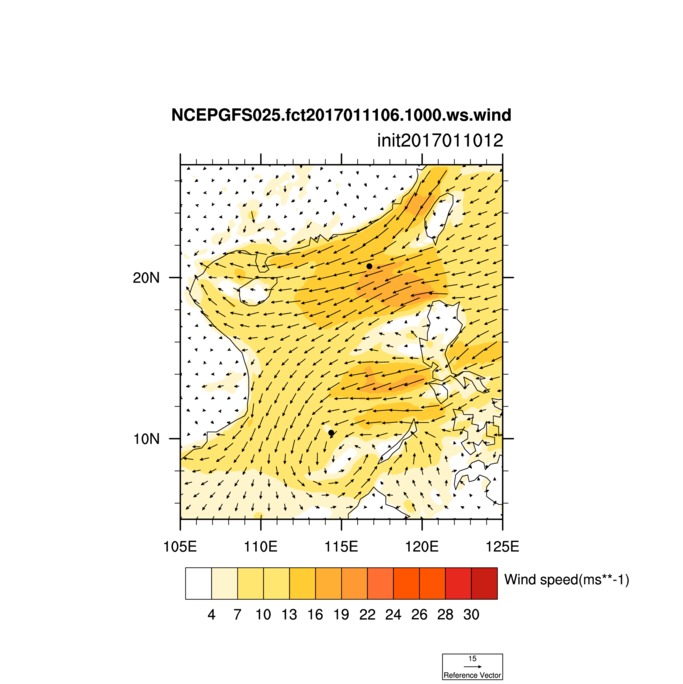 NCEPGFS025.fct2017011106.1000.ws.wind
init2017011012
20N
10N
105E 110E 115E 120E 125E
Wind speed(ms**-1)
4 7 10 13 16 19 22 24 26 28 30
15
Reference Vector